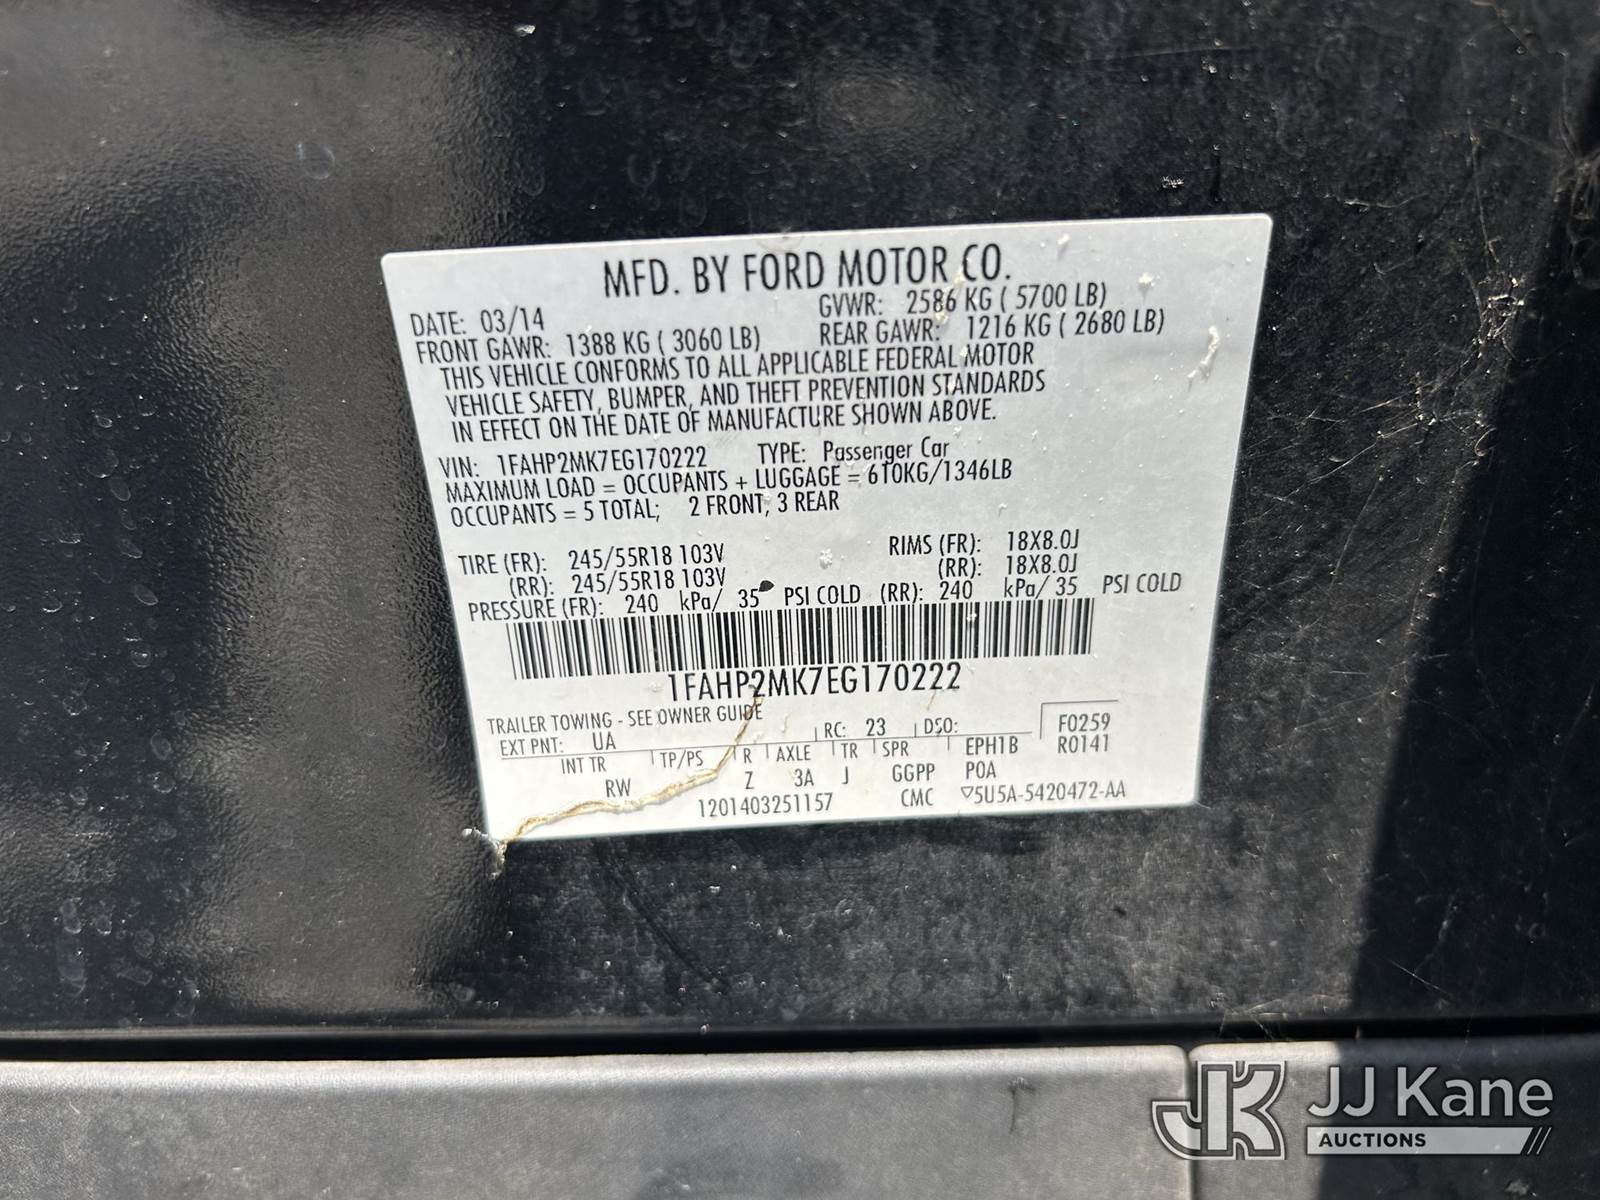 MFD. BY FORD MOTOR CO.
DATE: 03/14 GVWR: 2586 KG ( 5700 LB)
FRONT GAWR: 1388 KG ( 3060 LB) REAR GAWR: 1216 KG ( 2680 LB)
THIS VEHICLE CONFORMS TO ALL APPLICABLE FEDERAL MOTOR
VEHICLE SAFETY, BUMPER, AND THEFT PREVENTION STANDARDS
IN EFFECT ON THE DATE OF MANUFACTURE SHOWN ABOVE.
VIN: 1FAHP2MK7EG170222 TYPE: Passenger Car
MAXIMUM LOAD = OCCUPANTS + LUGGAGE = 610KG/1346LB
OCCUPANTS = 5 TOTAL; 2 FRONT, 3 REAR
TIRE (FR): 245/55R18 103V RIMS (FR): 18X8.0J
(RR): 245/55R18 103V (RR): 18X8.0J
PRESSURE (FR): 240 kPa/ 35 PSI COLD (RR): 240 kPa/ 35 PSI COLD
1FAHP2MK7EG170222
TRAILER TOWING - SEE OWNER GUIDE
EXT PNT: UA RC: 23 DSO: F0259
INT TR TP/PS R AXLE TR SPR EPH1B R0141
RW Z 3A J GGPP POA
1201403251157 CMC ▽5U5A-5420472-AA
JK JJ Kane
AUCTIONS